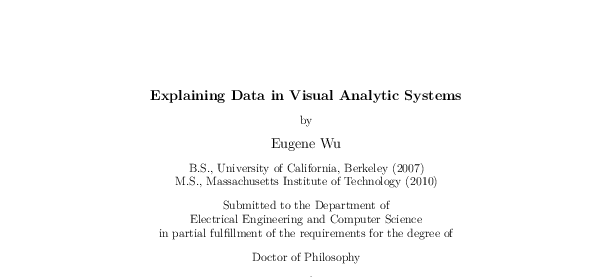 Explaining Data in Visual Analytic Systems
by
Eugene Wu
B.S., University of California, Berkeley (2007)
M.S., Massachusetts Institute of Technology (2010)
Submitted to the Department of
Electrical Engineering and Computer Science
in partial fulfillment of the requirements for the degree of
Doctor of Philosophy